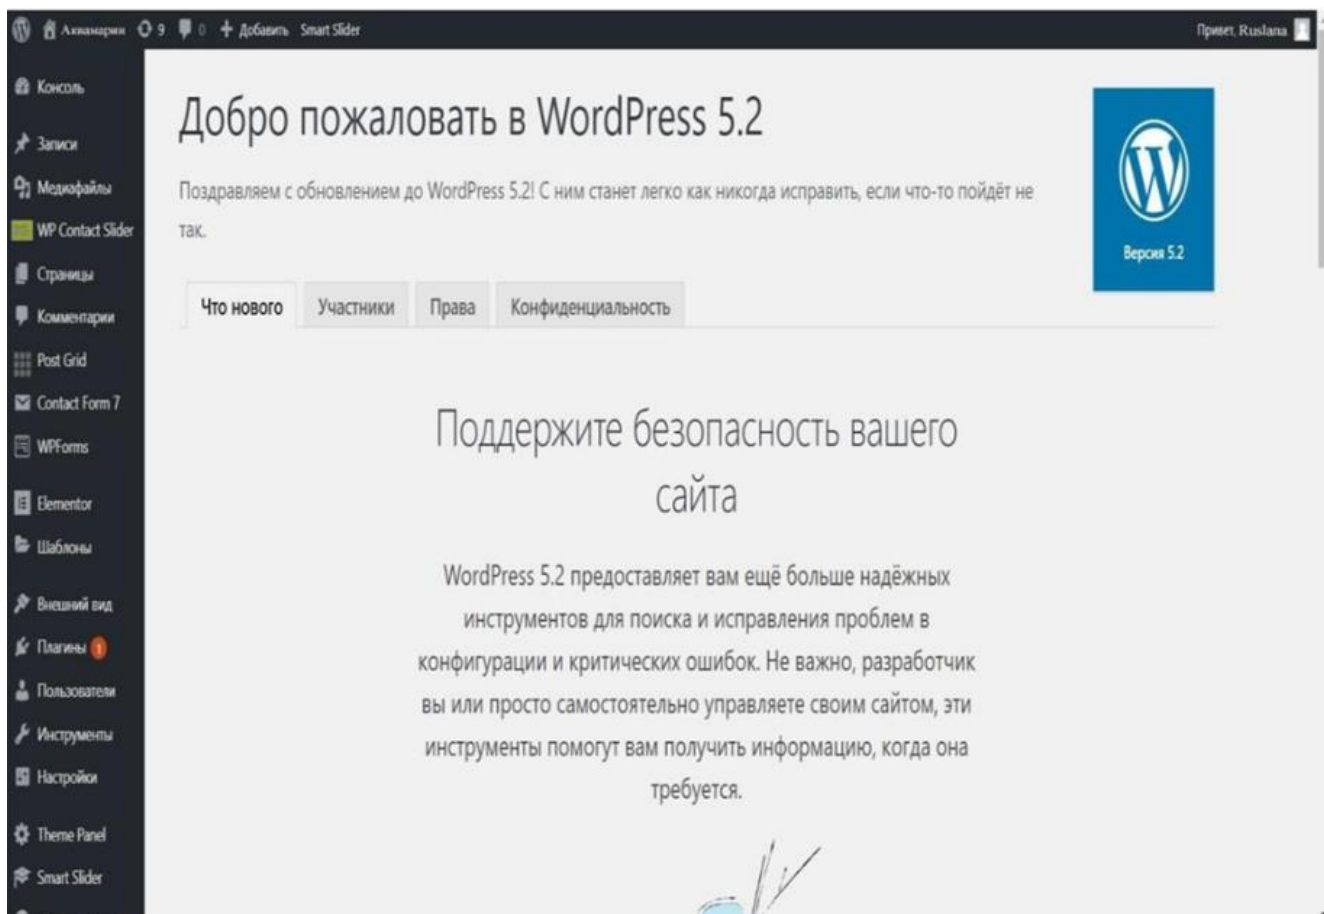 Аквамарин 9 0 + Добавить Smart Slider Привет, Ruslana
Консоль
Записи
Медиафайлы
WP Contact Slider
Страницы
Комментарии
Post Grid
Contact Form 7
WPForms
Elementor
Шаблоны
Внешний вид
Плагины 1
Пользователи
Инструменты
Настройки
Theme Panel
Smart Slider
Добро пожаловать в WordPress 5.2
Поздравляем с обновлением до WordPress 5.2! С ним станет легко как никогда исправить, если что-то пойдёт не
так.
Версия 5.2
Что нового Участники Права Конфиденциальность
Поддержите безопасность вашего
сайта
WordPress 5.2 предоставляет вам ещё больше надёжных
инструментов для поиска и исправления проблем в
конфигурации и критических ошибок. Не важно, разработчик
вы или просто самостоятельно управляете своим сайтом, эти
инструменты помогут вам получить информацию, когда она
требуется.